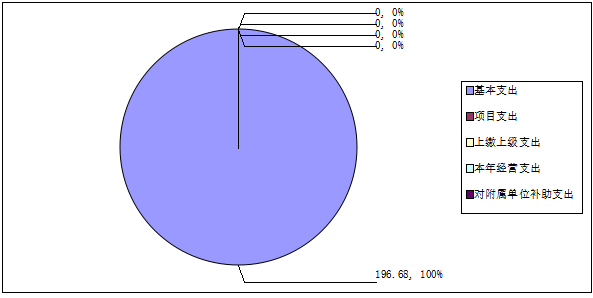 0, 0%
0, 0%
0, 0%
0, 0%
基本支出
项目支出
上缴上级支出
本年经营支出
对附属单位补助支出
196.68, 100%